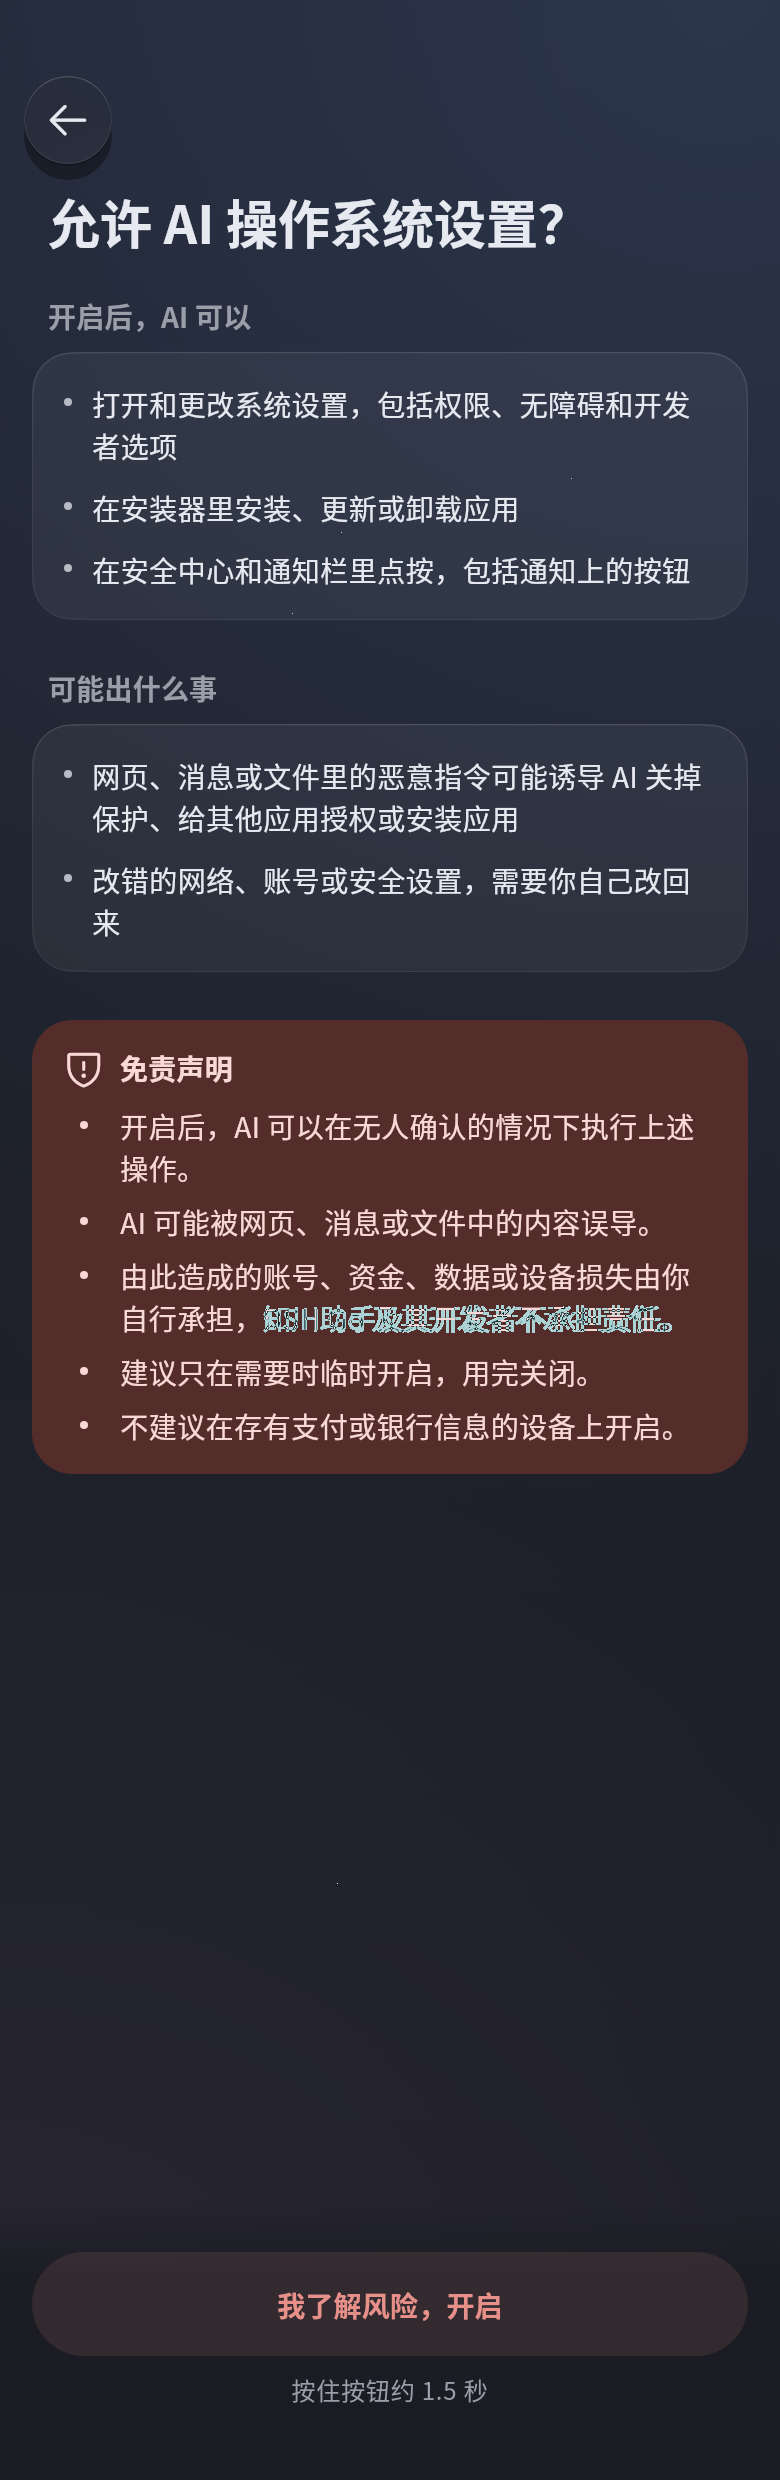 允许 AI 操作系统设置?
开启后，AI 可以
打开和更改系统设置，包括权限、无障碍和开发
者选项
在安装器里安装、更新或卸载应用
在安全中心和通知栏里点按，包括通知上的按钮
可能出什么事
网页、消息或文件里的恶意指令可能诱导 AI 关掉
保护、给其他应用授权或安装应用
改错的网络、账号或安全设置，需要你自己改回
来
免责声明
开启后，AI 可以在无人确认的情况下执行上述
操作。
AI 可能被网页、消息或文件中的内容误导。
由此造成的账号、资金、数据或设备损失由你
自行承担，助手及其开发者不承担责任。
建议只在需要时临时开启，用完关闭。
不建议在存有支付或银行信息的设备上开启。
我了解风险，开启
按住按钮约 1.5 秒